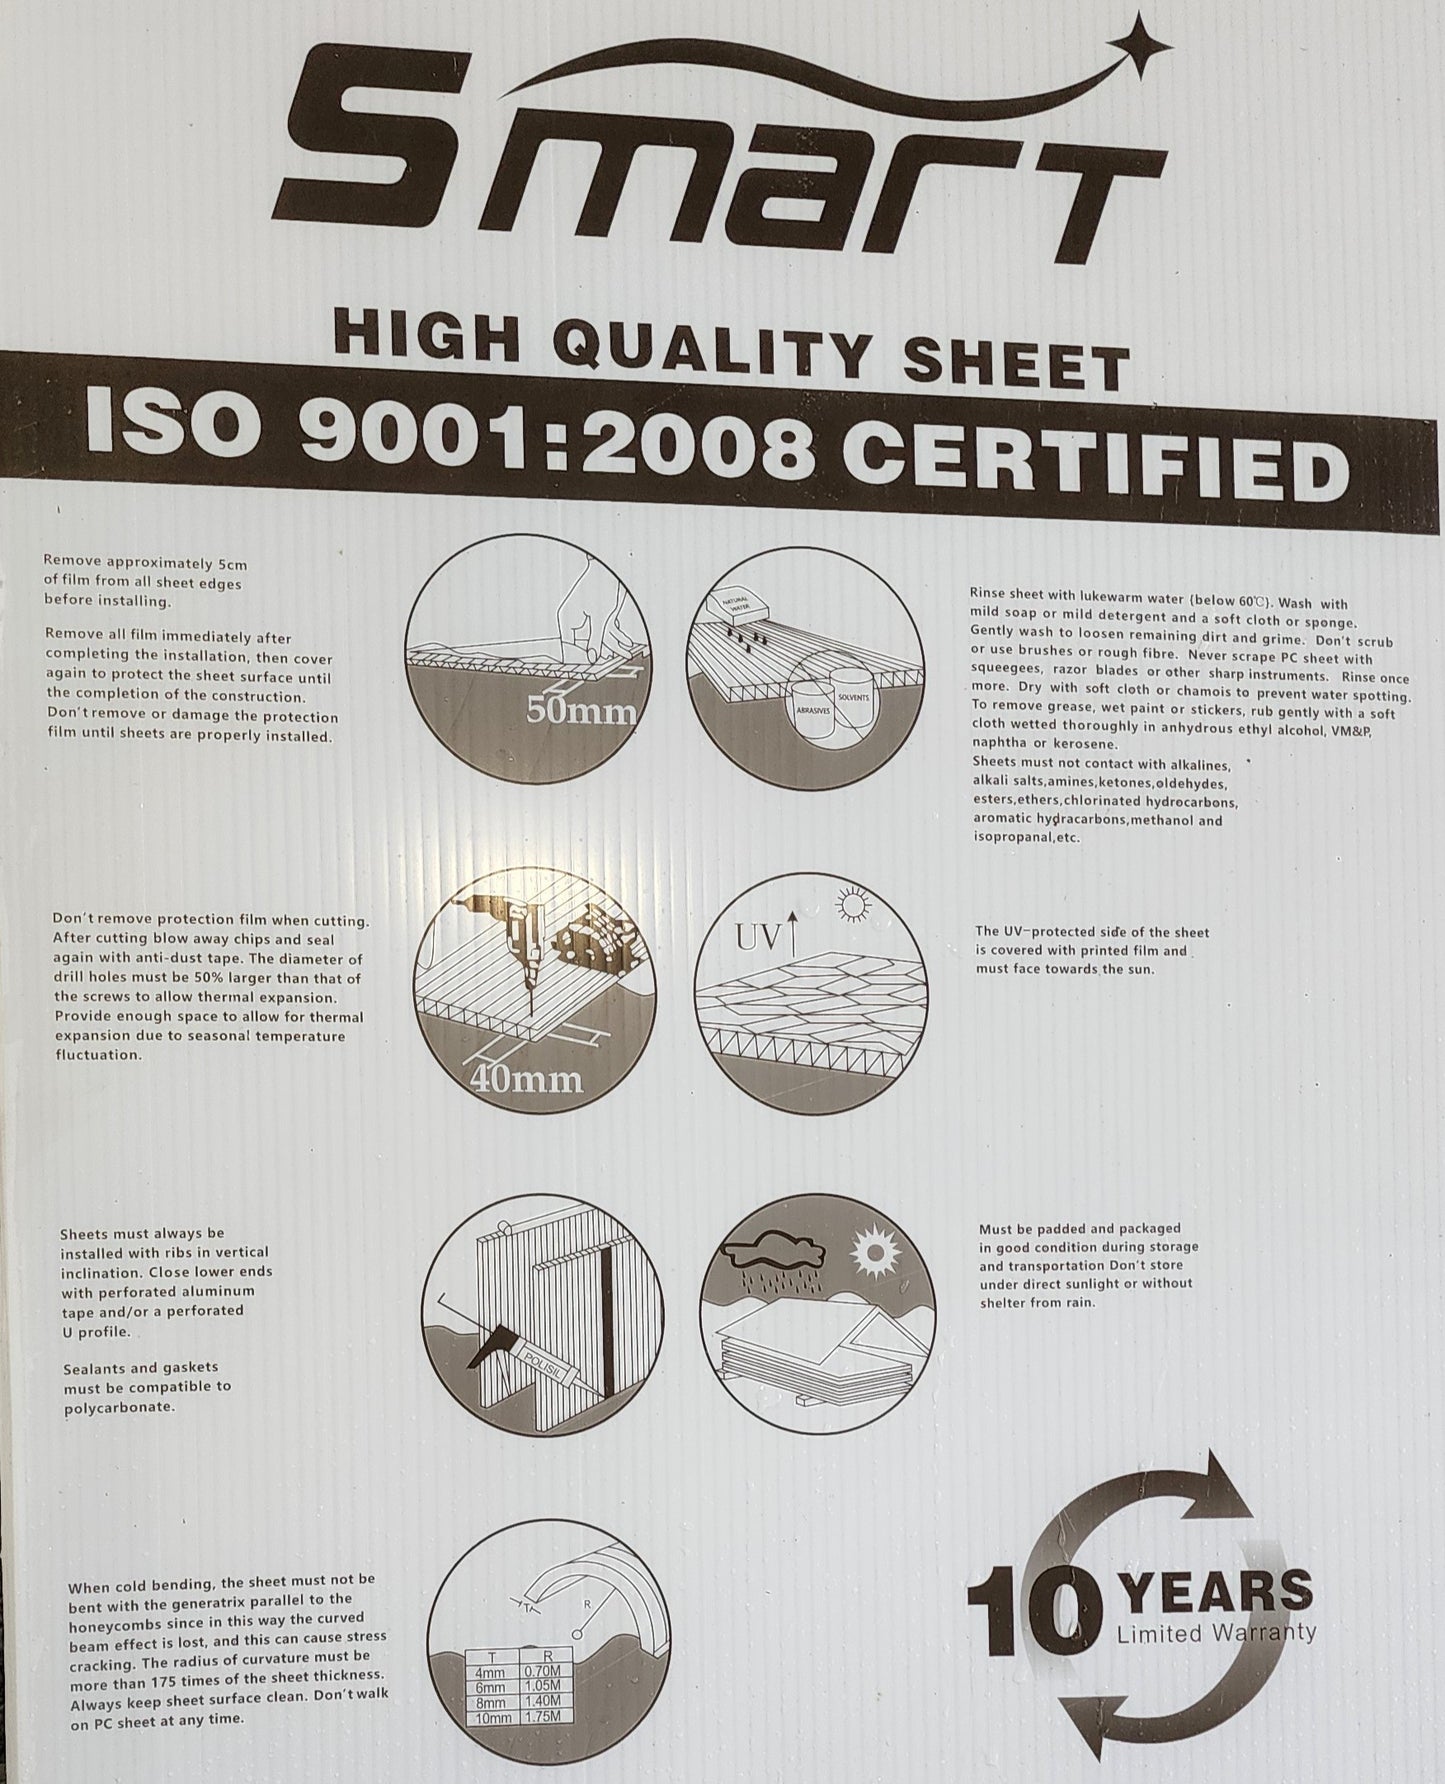 Smart
HIGH QUALITY SHEET
ISO 9001:2008 CERTIFIED
Remove approximately 5cm
of film from all sheet edges
before installing.
Remove all film immediately after
completing the installation, then cover
again to protect the sheet surface until
the completion of the construction.
Don't remove or damage the protection
film until sheets are properly installed.
50mm
NATURAL
WATER
ABRASIVES
SOLVENTS
Rinse sheet with lukewarm water (below 60℃). Wash with
mild soap or mild detergent and a soft cloth or sponge.
Gently wash to loosen remaining dirt and grime. Don't scrub
or use brushes or rough fibre. Never scrape PC sheet with
squeegees, razor blades or other sharp instruments. Rinse once
more. Dry with soft cloth or chamois to prevent water spotting.
To remove grease, wet paint or stickers, rub gently with a soft
cloth wetted thoroughly in anhydrous ethyl alcohol, VM&P,
naphtha or kerosene.
Sheets must not contact with alkalines,
alkali salts,amines,ketones,oldehydes,
esters,ethers,chlorinated hydrocarbons,
aromatic hydracarbons,methanol and
isopropanal,etc.
Don't remove protection film when cutting.
After cutting blow away chips and seal
again with anti-dust tape. The diameter of
drill holes must be 50% larger than that of
the screws to allow thermal expansion.
Provide enough space to allow for thermal
expansion due to seasonal temperature
fluctuation.
40mm
UV
The UV-protected side of the sheet
is covered with printed film and
must face towards the sun.
Sheets must always be
installed with ribs in vertical
inclination. Close lower ends
with perforated aluminum
tape and/or a perforated
U profile.
Sealants and gaskets
must be compatible to
polycarbonate.
POLISIL
Must be padded and packaged
in good condition during storage
and transportation Don't store
under direct sunlight or without
shelter from rain.
When cold bending, the sheet must not be
bent with the generatrix parallel to the
honeycombs since in this way the curved
beam effect is lost, and this can cause stress
cracking. The radius of curvature must be
more than 175 times of the sheet thickness.
Always keep sheet surface clean. Don't walk
on PC sheet at any time.
T
R
T R
4mm 0.70M
6mm 1.05M
8mm 1.40M
10mm 1.75M
10 YEARS
Limited Warranty